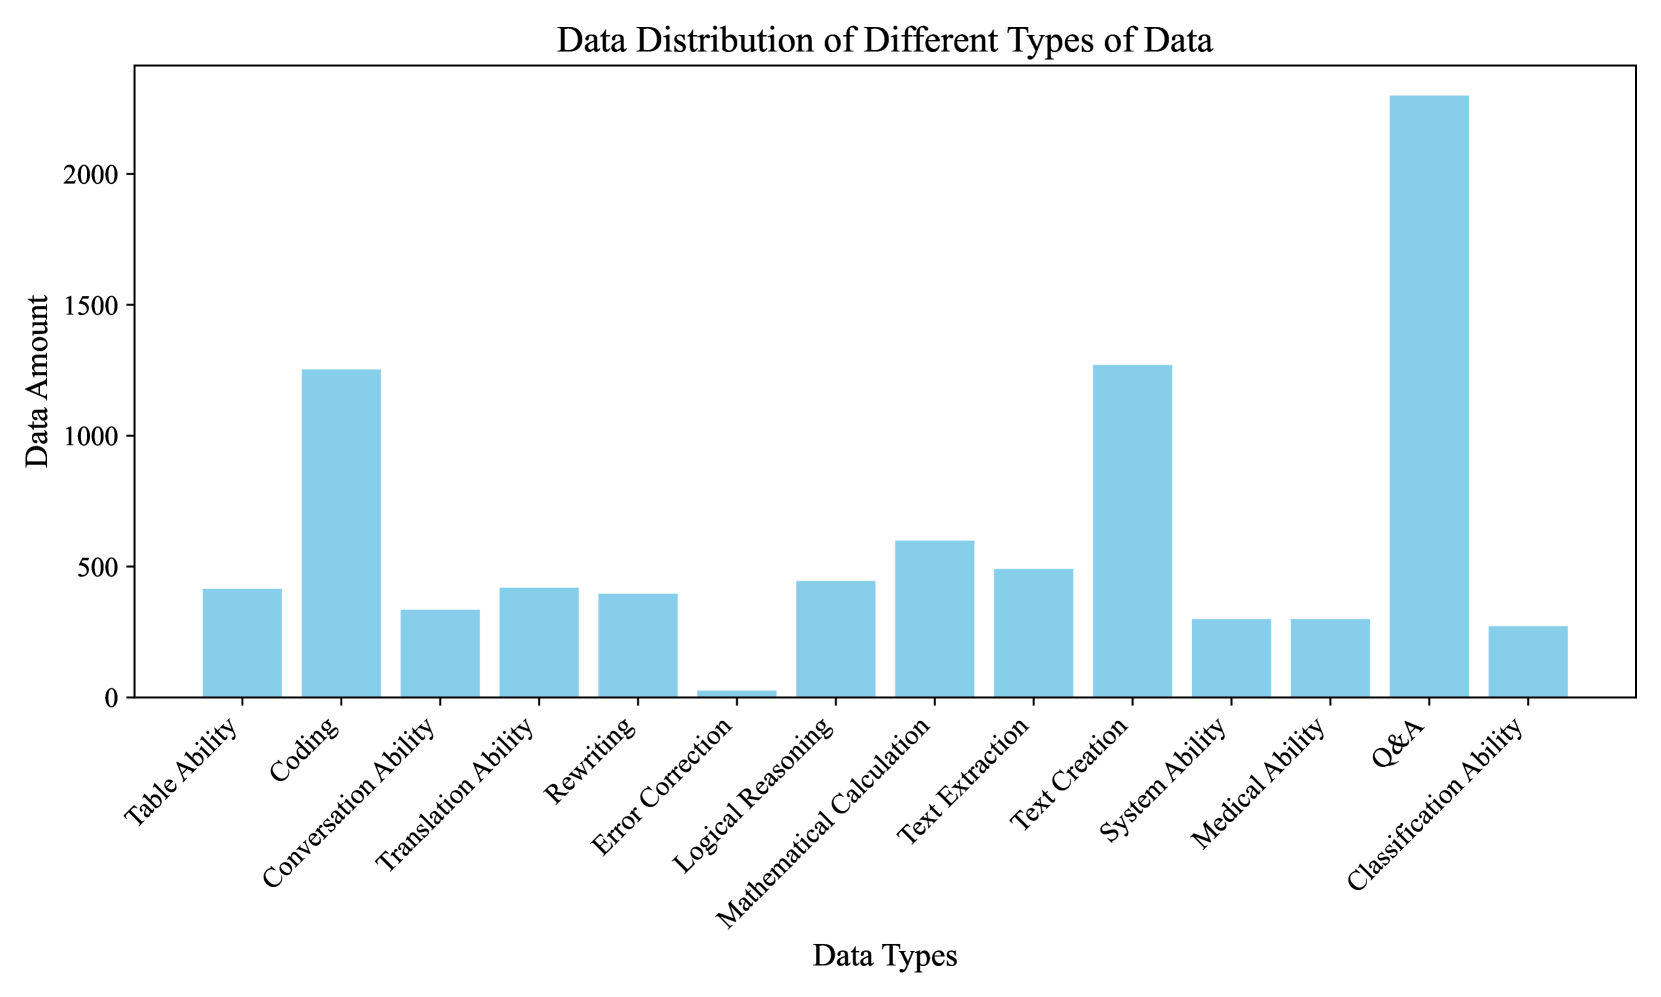 Data Distribution of Different Types of Data
Data Amount
2000
1500
1000
500
0
Table Ability
Coding
Conversation Ability
Translation Ability
Rewriting
Error Correction
Logical Reasoning
Mathematical Calculation
Text Extraction
Text Creation
System Ability
Medical Ability
Q&A
Classification Ability
Data Types